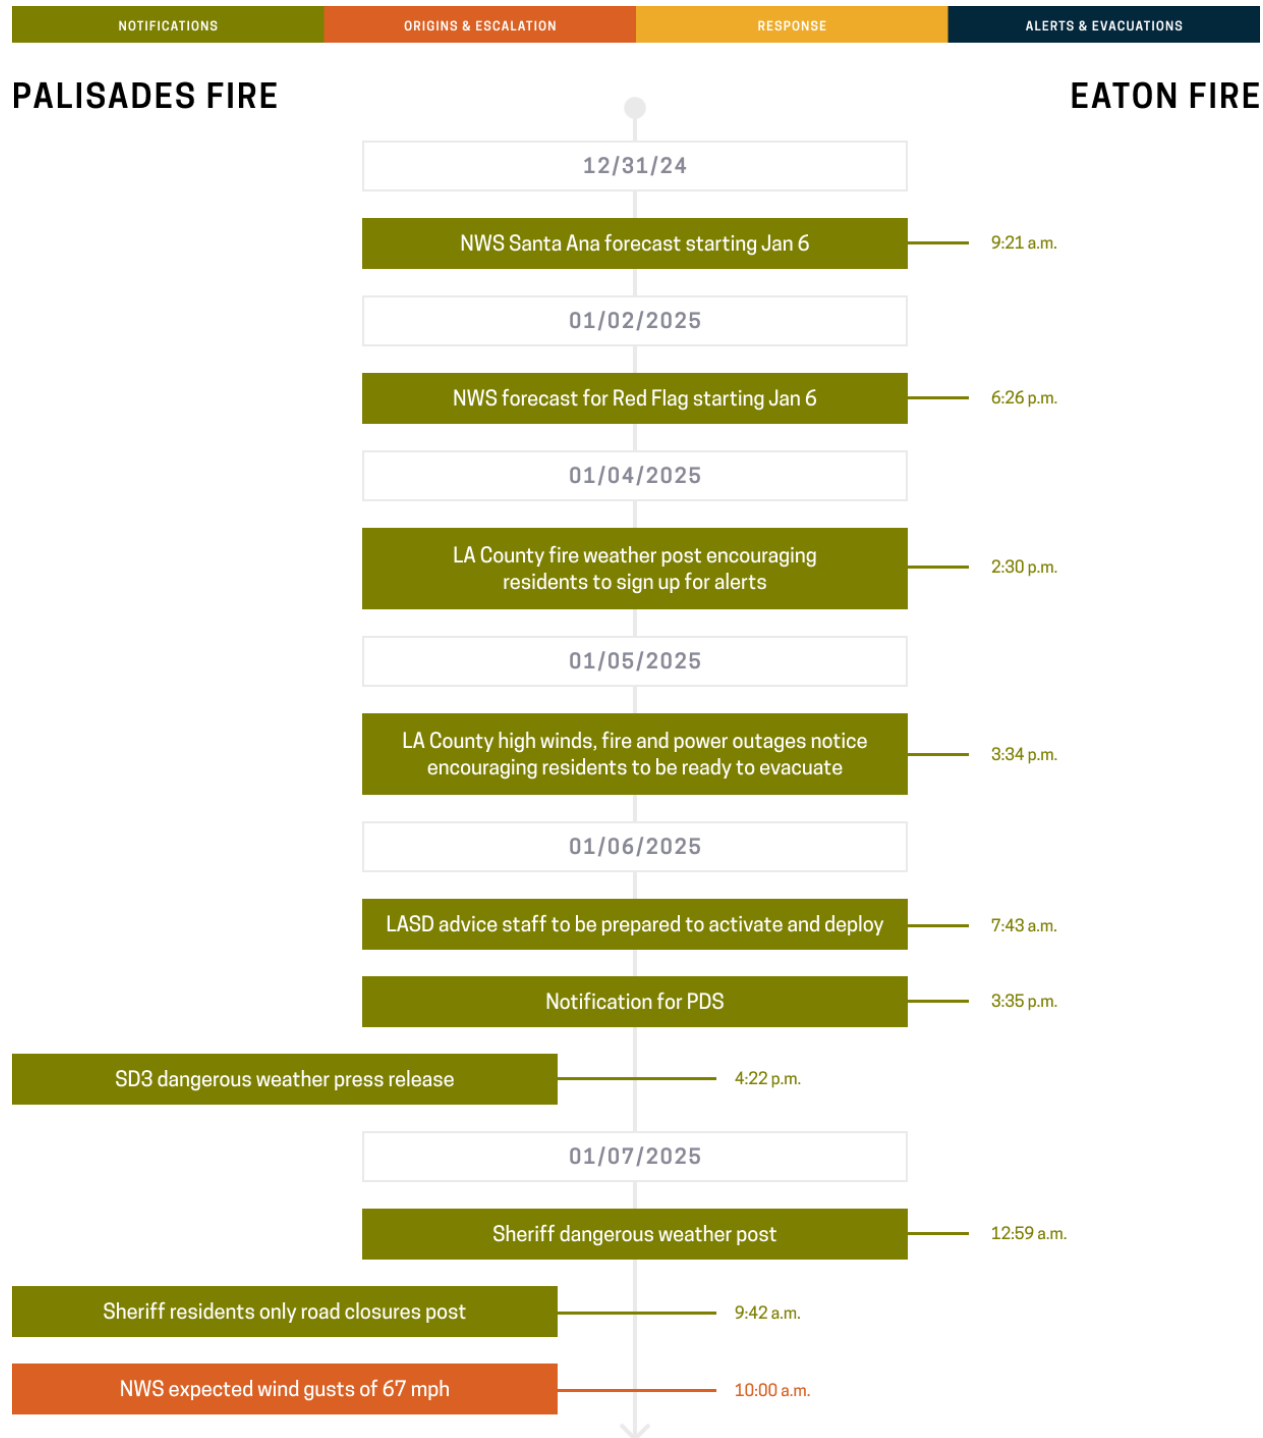 NOTIFICATIONS
ORIGINS & ESCALATION
RESPONSE
ALERTS & EVACUATIONS
PALISADES FIRE
EATON FIRE
12/31/24
NWS Santa Ana forecast starting Jan 6
9:21 a.m.
01/02/2025
NWS forecast for Red Flag starting Jan 6
6:26 p.m.
01/04/2025
LA County fire weather post encouraging
residents to sign up for alerts
2:30 p.m.
01/05/2025
LA County high winds, fire and power outages notice
encouraging residents to be ready to evacuate
3:34 p.m.
01/06/2025
LASD advice staff to be prepared to activate and deploy
7:43 a.m.
Notification for PDS
3:35 p.m.
SD3 dangerous weather press release
4:22 p.m.
01/07/2025
Sheriff dangerous weather post
12:59 a.m.
Sheriff residents only road closures post
9:42 a.m.
NWS expected wind gusts of 67 mph
10:00 a.m.